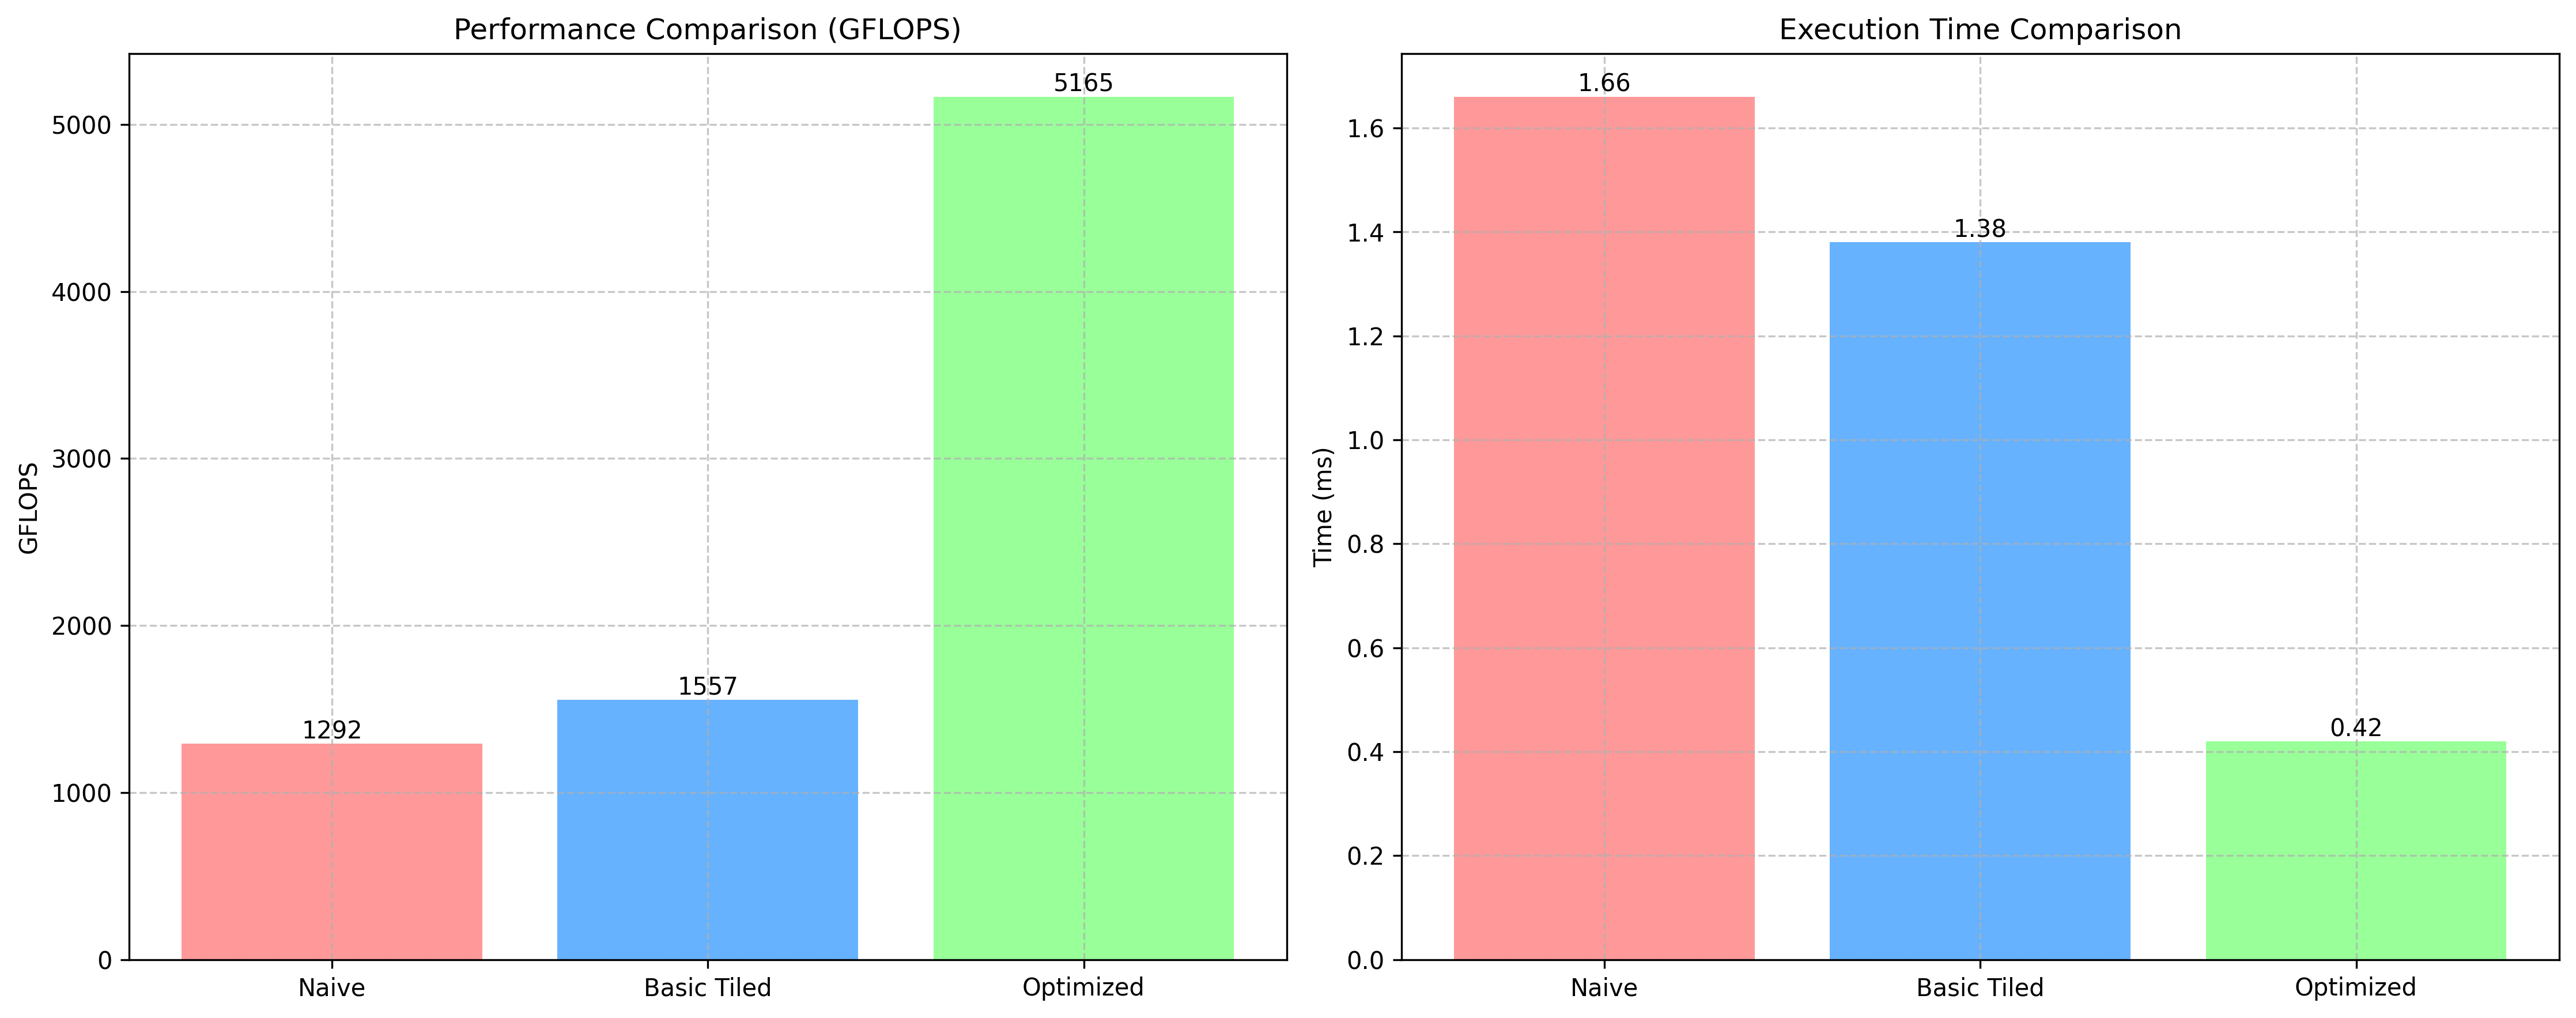 Performance Comparison (GFLOPS)
GFLOPS
5000
4000
3000
2000
1000
0
1292
1557
5165
Naive
Basic Tiled
Optimized
Execution Time Comparison
Time (ms)
1.6
1.4
1.2
1.0
0.8
0.6
0.4
0.2
0.0
1.66
1.38
0.42
Naive
Basic Tiled
Optimized